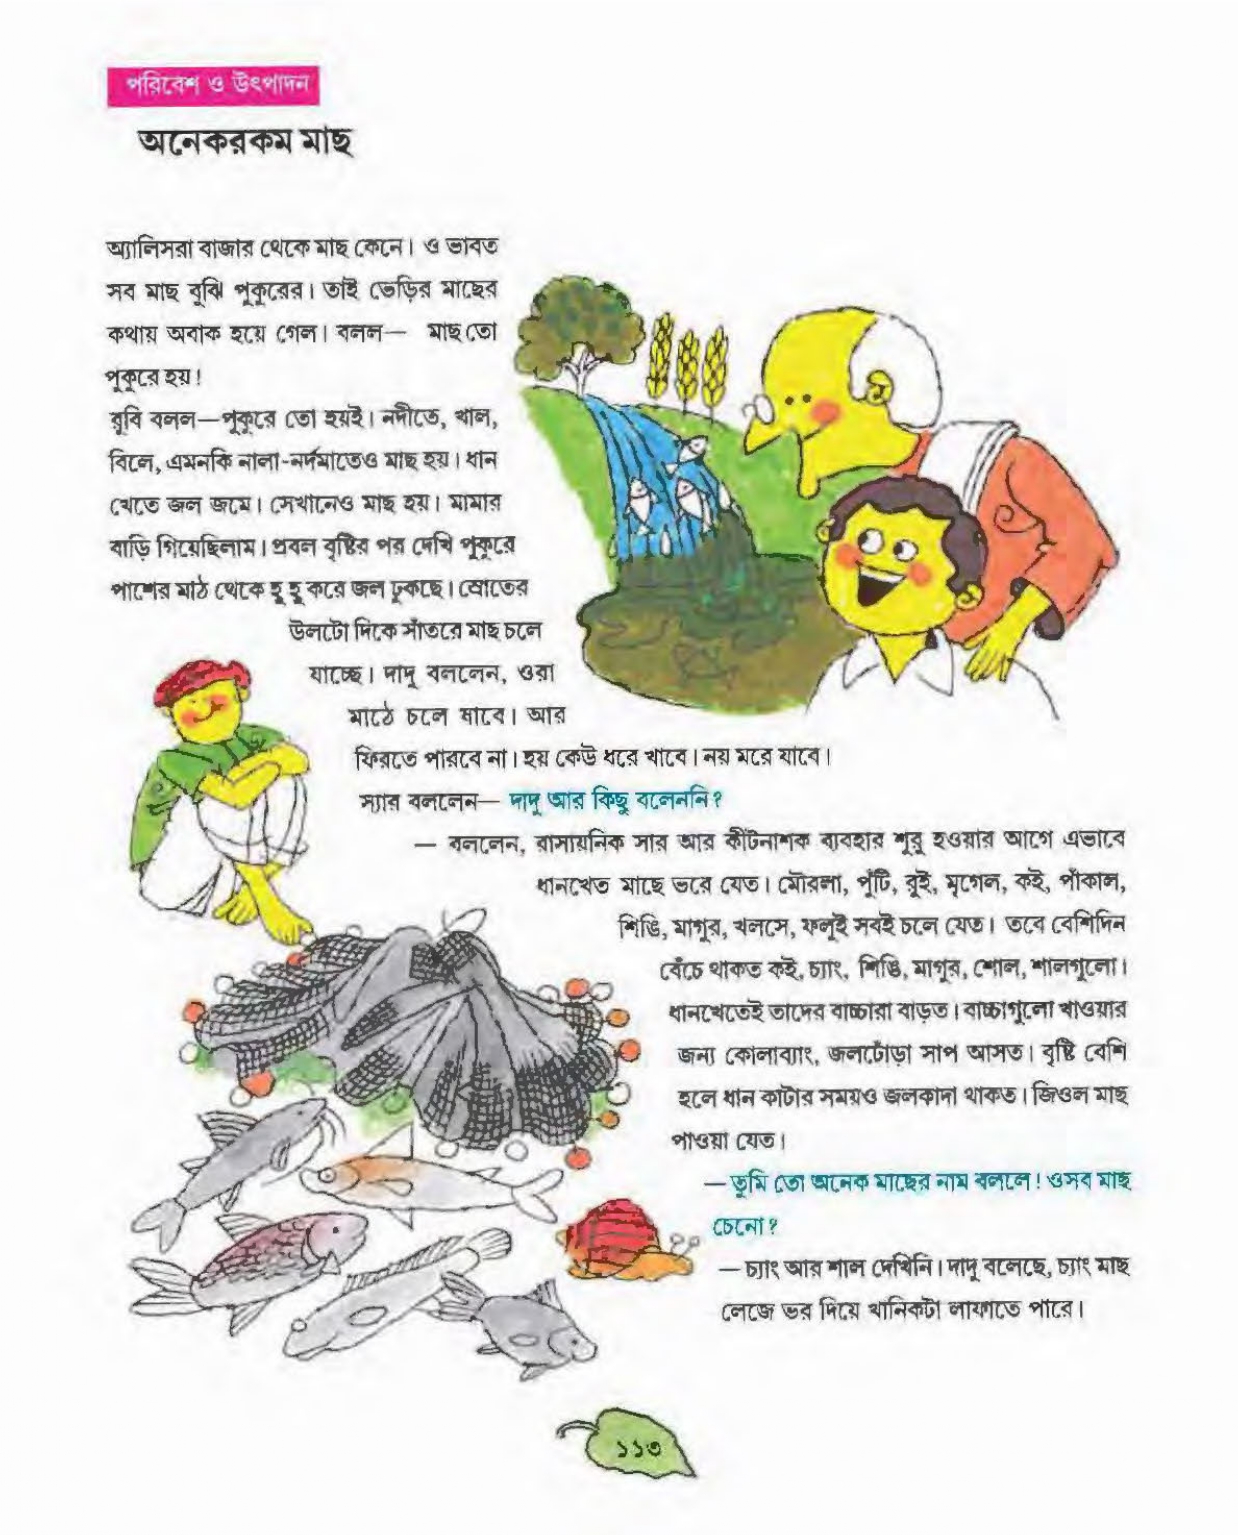 পরিবেশ ও উৎপাদন
অনেকরকম মাছ
অ্যালিসরা বাজার থেকে মাছ কেনে। ও ভাবত
সব মাছ বুঝি পুকুরের। তাই ভেড়ির মাছের
কথায় অবাক হয়ে গেল। বলল— মাছ তো
পুকুরে হয়!
রুবি বলল—পুকুরে তো হয়ই। নদীতে, খাল,
বিলে, এমনকি নালা-নর্দমাতেও মাছ হয়। ধান
খেতে জল জমে। সেখানেও মাছ হয়। মামার
বাড়ি গিয়েছিলাম। প্রবল বৃষ্টির পর দেখি পুকুরে
পাশের মাঠ থেকে হু হু করে জল ঢুকছে। স্রোতের
উলটো দিকে সাঁতরে মাছ চলে
যাচ্ছে। দাদু বললেন, ওরা
মাঠে চলে যাবে। আর
ফিরতে পারবে না। হয় কেউ ধরে খাবে। নয় মরে যাবে।
স্যার বললেন— দাদু আর কিছু বলেননি?
— বললেন, রাসায়নিক সার আর কীটনাশক ব্যবহার শুরু হওয়ার আগে এভাবে
ধানখেত মাছে ভরে যেত। মৌরলা, পুঁটি, রুই, মৃগেল, কই, পাঁকাল,
শিঙি, মাগুর, খলসে, ফলুই সবই চলে যেত। তবে বেশিদিন
বেঁচে থাকত কই, চ্যাং, শিঙি, মাগুর, শোল, শালগুলো।
ধানখেতেই তাদের বাচ্চারা বাড়ত। বাচ্চাগুলো খাওয়ার
জন্য কোলাব্যাং, জলঢোঁড়া সাপ আসত। বৃষ্টি বেশি
হলে ধান কাটার সময়ও জলকাদা থাকত। জিওল মাছ
পাওয়া যেত।
— তুমি তো অনেক মাছের নাম বললে! ওসব মাছ
চেনো?
— চ্যাং আর শাল দেখিনি। দাদু বলেছে, চ্যাং মাছ
লেজে ভর দিয়ে খানিকটা লাফাতে পারে।
১১৩